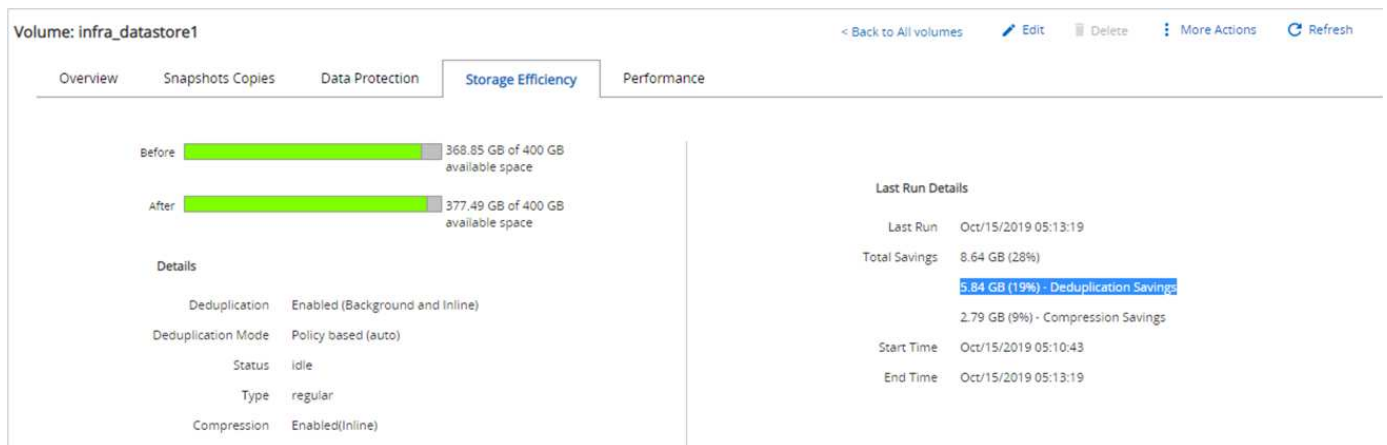 Volume: infra_datastore1
< Back to All volumes Edit Delete More Actions Refresh
Overview Snapshots Copies Data Protection Storage Efficiency Performance
Before 368.85 GB of 400 GB
available space
After 377.49 GB of 400 GB
available space
Details
Deduplication Enabled (Background and Inline)
Deduplication Mode Policy based (auto)
Status idle
Type regular
Compression Enabled(Inline)
Last Run Details
Last Run Oct/15/2019 05:13:19
Total Savings 8.64 GB (28%)
5.84 GB (19%) - Deduplication Savings
2.79 GB (9%) - Compression Savings
Start Time Oct/15/2019 05:10:43
End Time Oct/15/2019 05:13:19